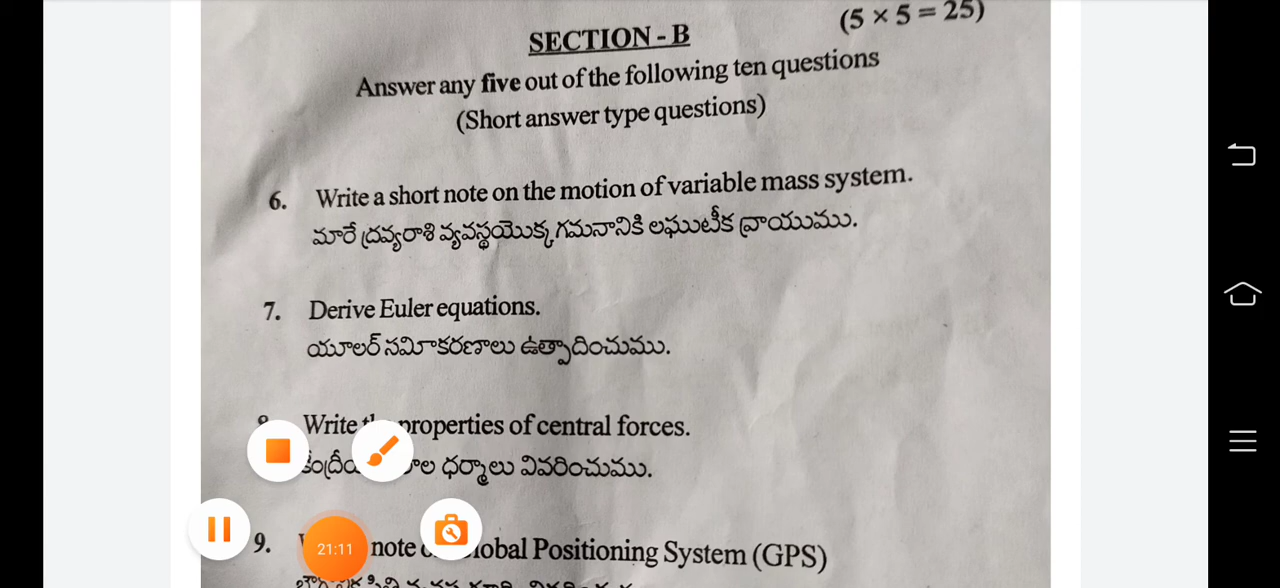 (5 × 5 = 25)
SECTION - B
Answer any five out of the following ten questions
(Short answer type questions)
6. Write a short note on the motion of variable mass system.
మారే ద్రవ్యరాశి వ్యవస్థయొక్క గమనానికి లఘుటీక వ్రాయుము.
7. Derive Euler equations.
యూలర్ సమీకరణాలు ఉత్పాదించుము.
Write properties of central forces.
ధర్మాలు వివరించుము.
9. note Positioning System (GPS)
21:11